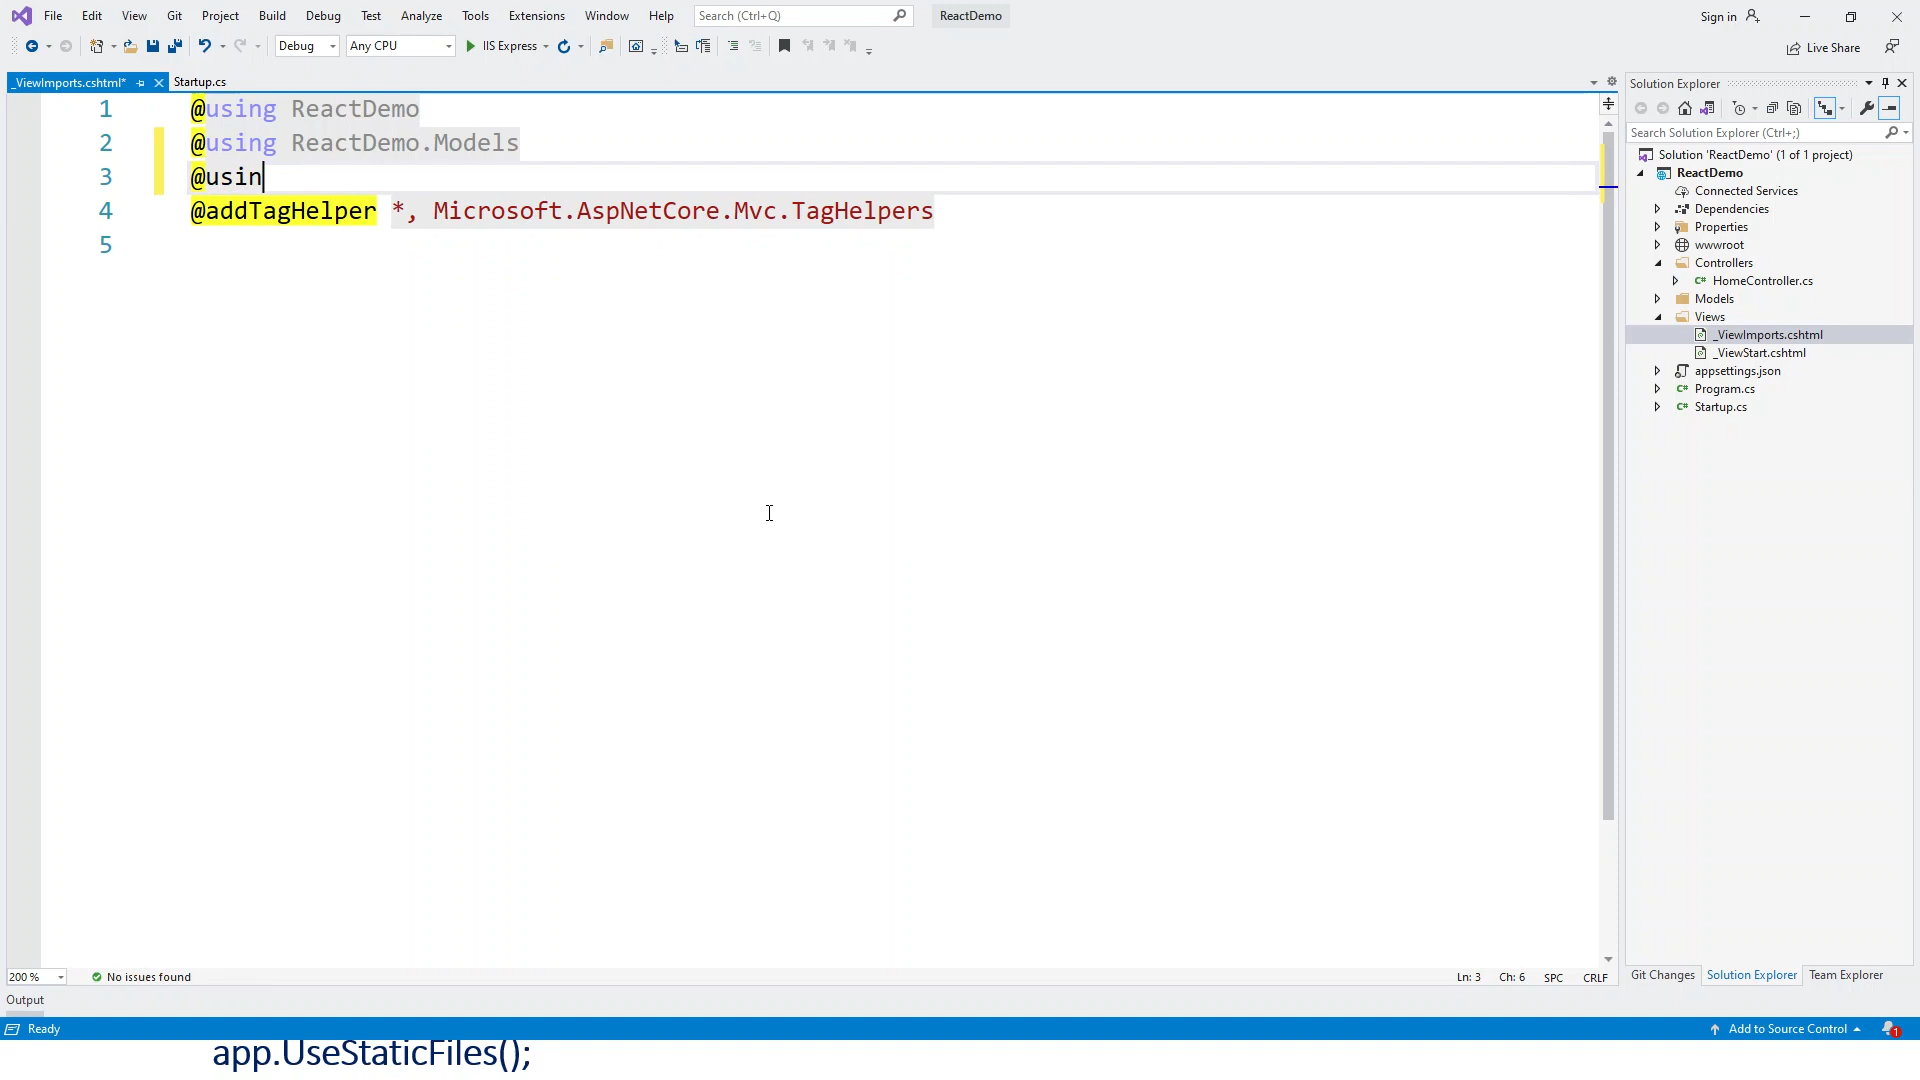 File Edit View Git Project Build Debug Test Analyze Tools Extensions Window Help Search (Ctrl+Q) ReactDemo Sign in
Debug Any CPU IIS Express Live Share
_ViewImports.cshtml* Startup.cs
1 @using ReactDemo
2 @using ReactDemo.Models
3 @usin
4 @addTagHelper *, Microsoft.AspNetCore.Mvc.TagHelpers
5
Solution Explorer
Search Solution Explorer (Ctrl+;)
Solution 'ReactDemo' (1 of 1 project)
ReactDemo
Connected Services
Dependencies
Properties
wwwroot
Controllers
C# HomeController.cs
Models
Views
_ViewImports.cshtml
_ViewStart.cshtml
appsettings.json
C# Program.cs
C# Startup.cs
200 % No issues found Ln: 3 Ch: 6 SPC CRLF
Git Changes Solution Explorer Team Explorer
Output
Ready Add to Source Control 1
app.UseStaticFiles();